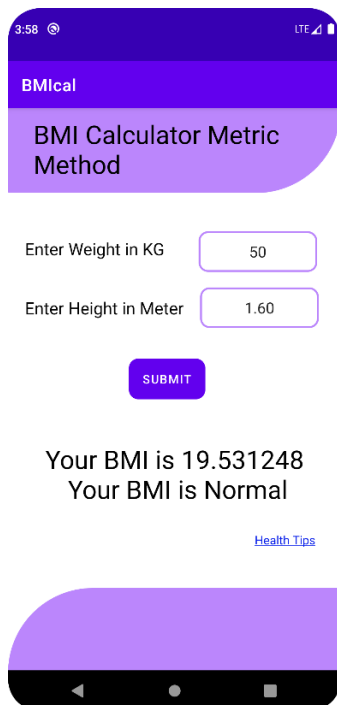 3:58 LTE
BMIcal
BMI Calculator Metric
Method
Enter Weight in KG 50
Enter Height in Meter 1.60
SUBMIT
Your BMI is 19.531248
Your BMI is Normal
Health Tips